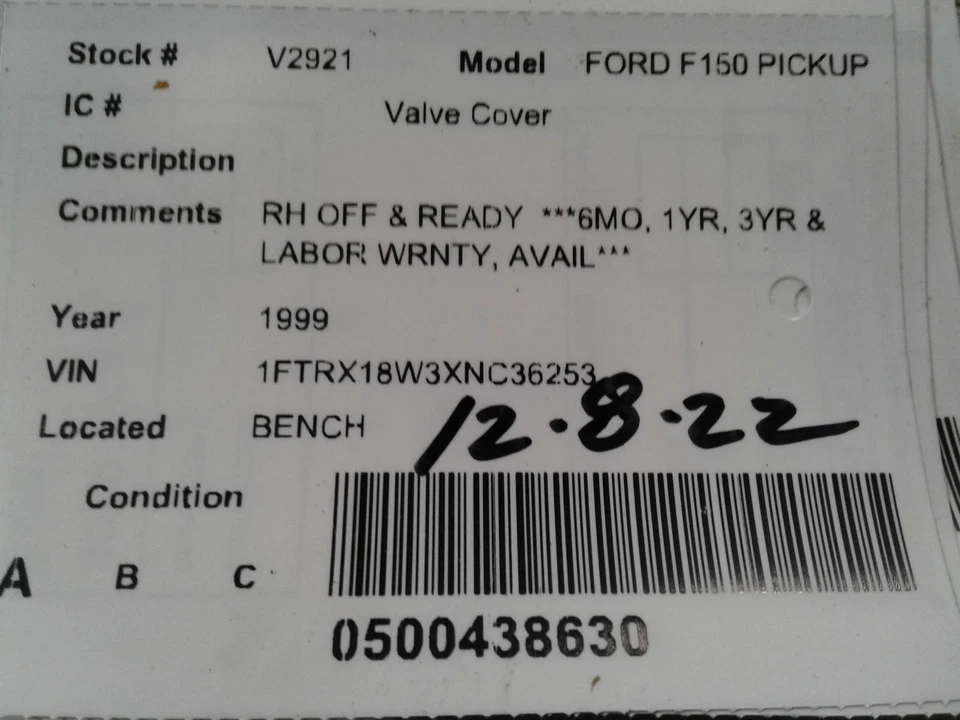 Stock # V2921 Model FORD F150 PICKUP
IC # Valve Cover
Description
Comments RH OFF & READY ***6MO, 1YR, 3YR &
LABOR WRNTY, AVAIL***
Year 1999
VIN 1FTRX18W3XNC36253
Located BENCH 12.8.22
Condition
A B C
0500438630